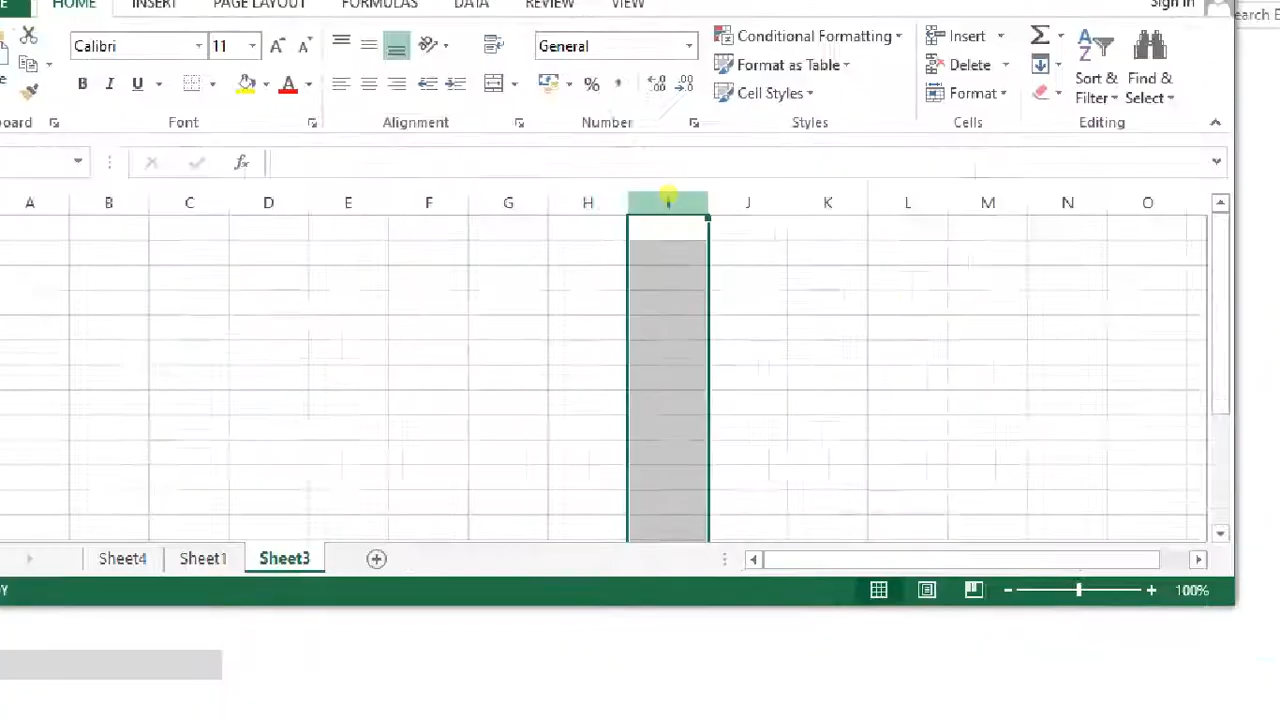 HOME INSERT PAGE LAYOUT FORMULAS DATA REVIEW VIEW Sign in
earch E
Calibri 11 A A General Conditional Formatting Insert Σ
Format as Table Delete Sort & Find &
B I U A % , Cell Styles Format Filter Select
oard Font Alignment Number Styles Cells Editing
fx
A B C D E F G H I J K L M N O
Sheet4 Sheet1 Sheet3
100%